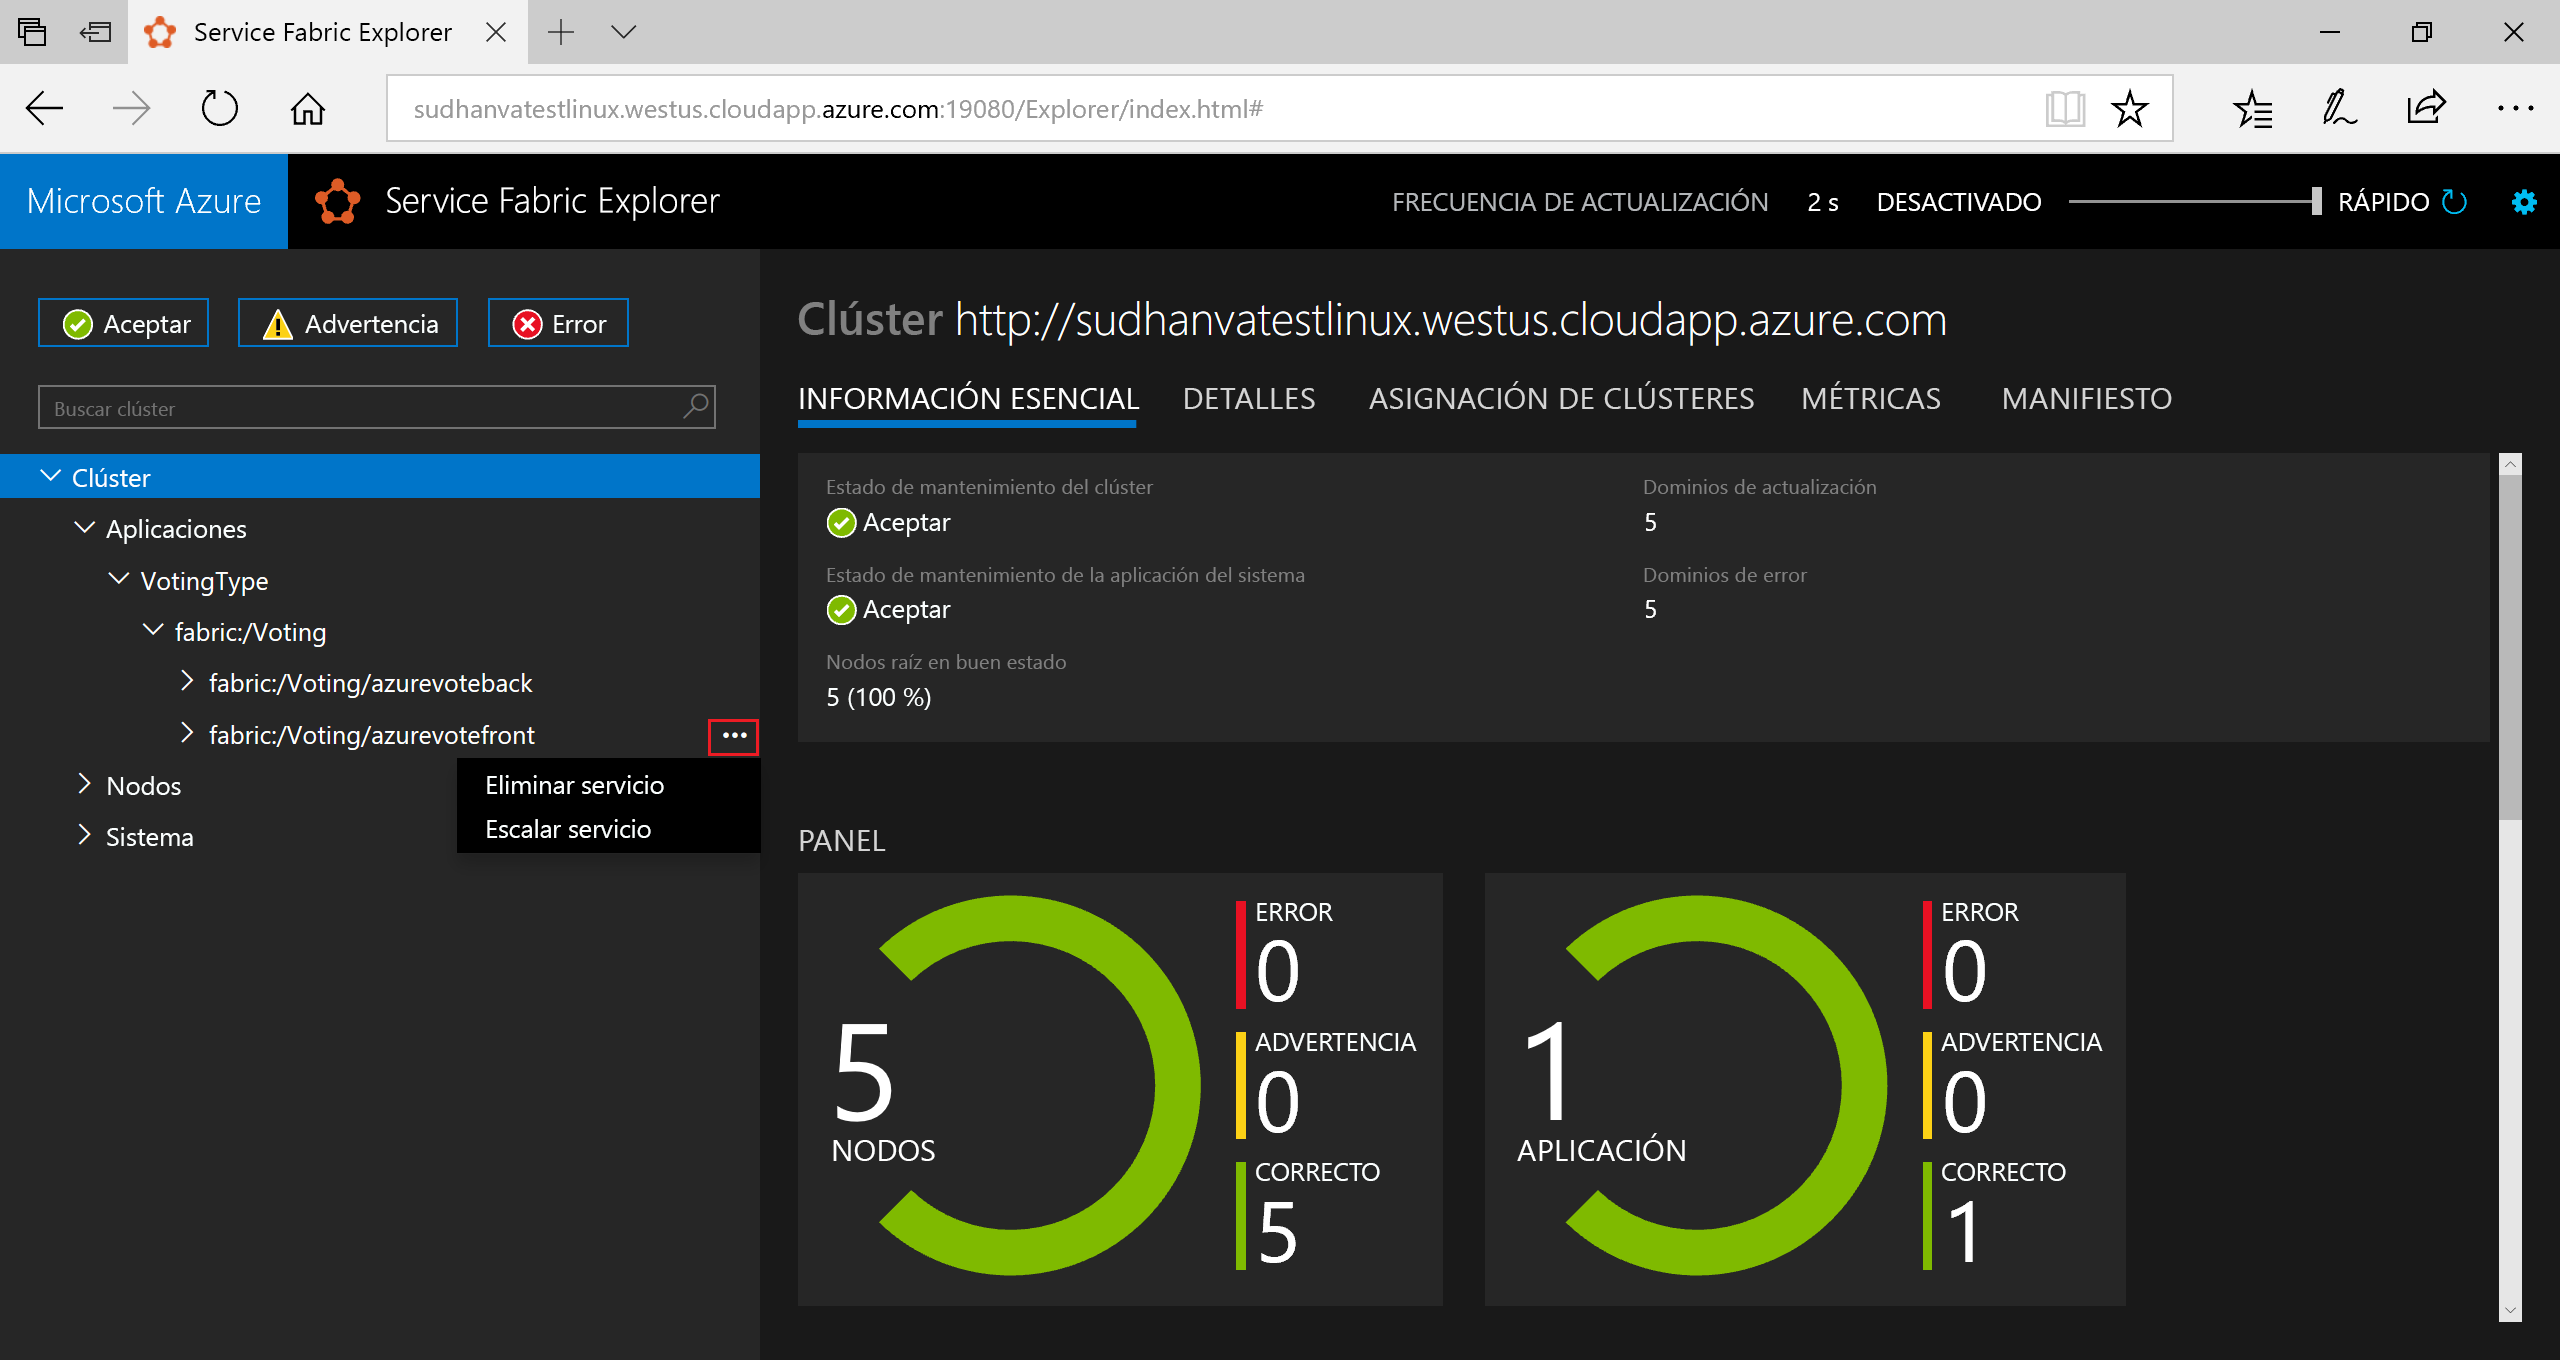 Service Fabric Explorer
sudhanvatestlinux.westus.cloudapp.azure.com:19080/Explorer/index.html#
Microsoft Azure
Service Fabric Explorer
FRECUENCIA DE ACTUALIZACIÓN 2 s DESACTIVADO RÁPIDO
Aceptar
Advertencia
Error
Buscar clúster
Clúster
Aplicaciones
VotingType
fabric:/Voting
fabric:/Voting/azurevoteback
fabric:/Voting/azurevotefront
Eliminar servicio
Escalar servicio
Nodos
Sistema
Clúster http://sudhanvatestlinux.westus.cloudapp.azure.com
INFORMACIÓN ESENCIAL DETALLES ASIGNACIÓN DE CLÚSTERES MÉTRICAS MANIFIESTO
Estado de mantenimiento del clúster
Aceptar
Dominios de actualización
5
Estado de mantenimiento de la aplicación del sistema
Aceptar
Dominios de error
5
Nodos raíz en buen estado
5 (100 %)
PANEL
5
NODOS
ERROR
0
ADVERTENCIA
0
CORRECTO
5
1
APLICACIÓN
ERROR
0
ADVERTENCIA
0
CORRECTO
1